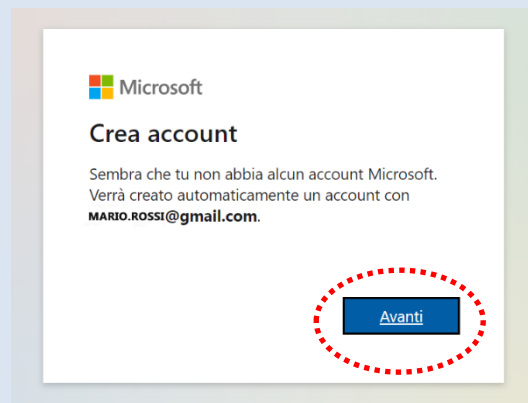 Microsoft
Crea account
Sembra che tu non abbia alcun account Microsoft.
Verrà creato automaticamente un account con
MARIO.ROSSI@gmail.com.
Avanti